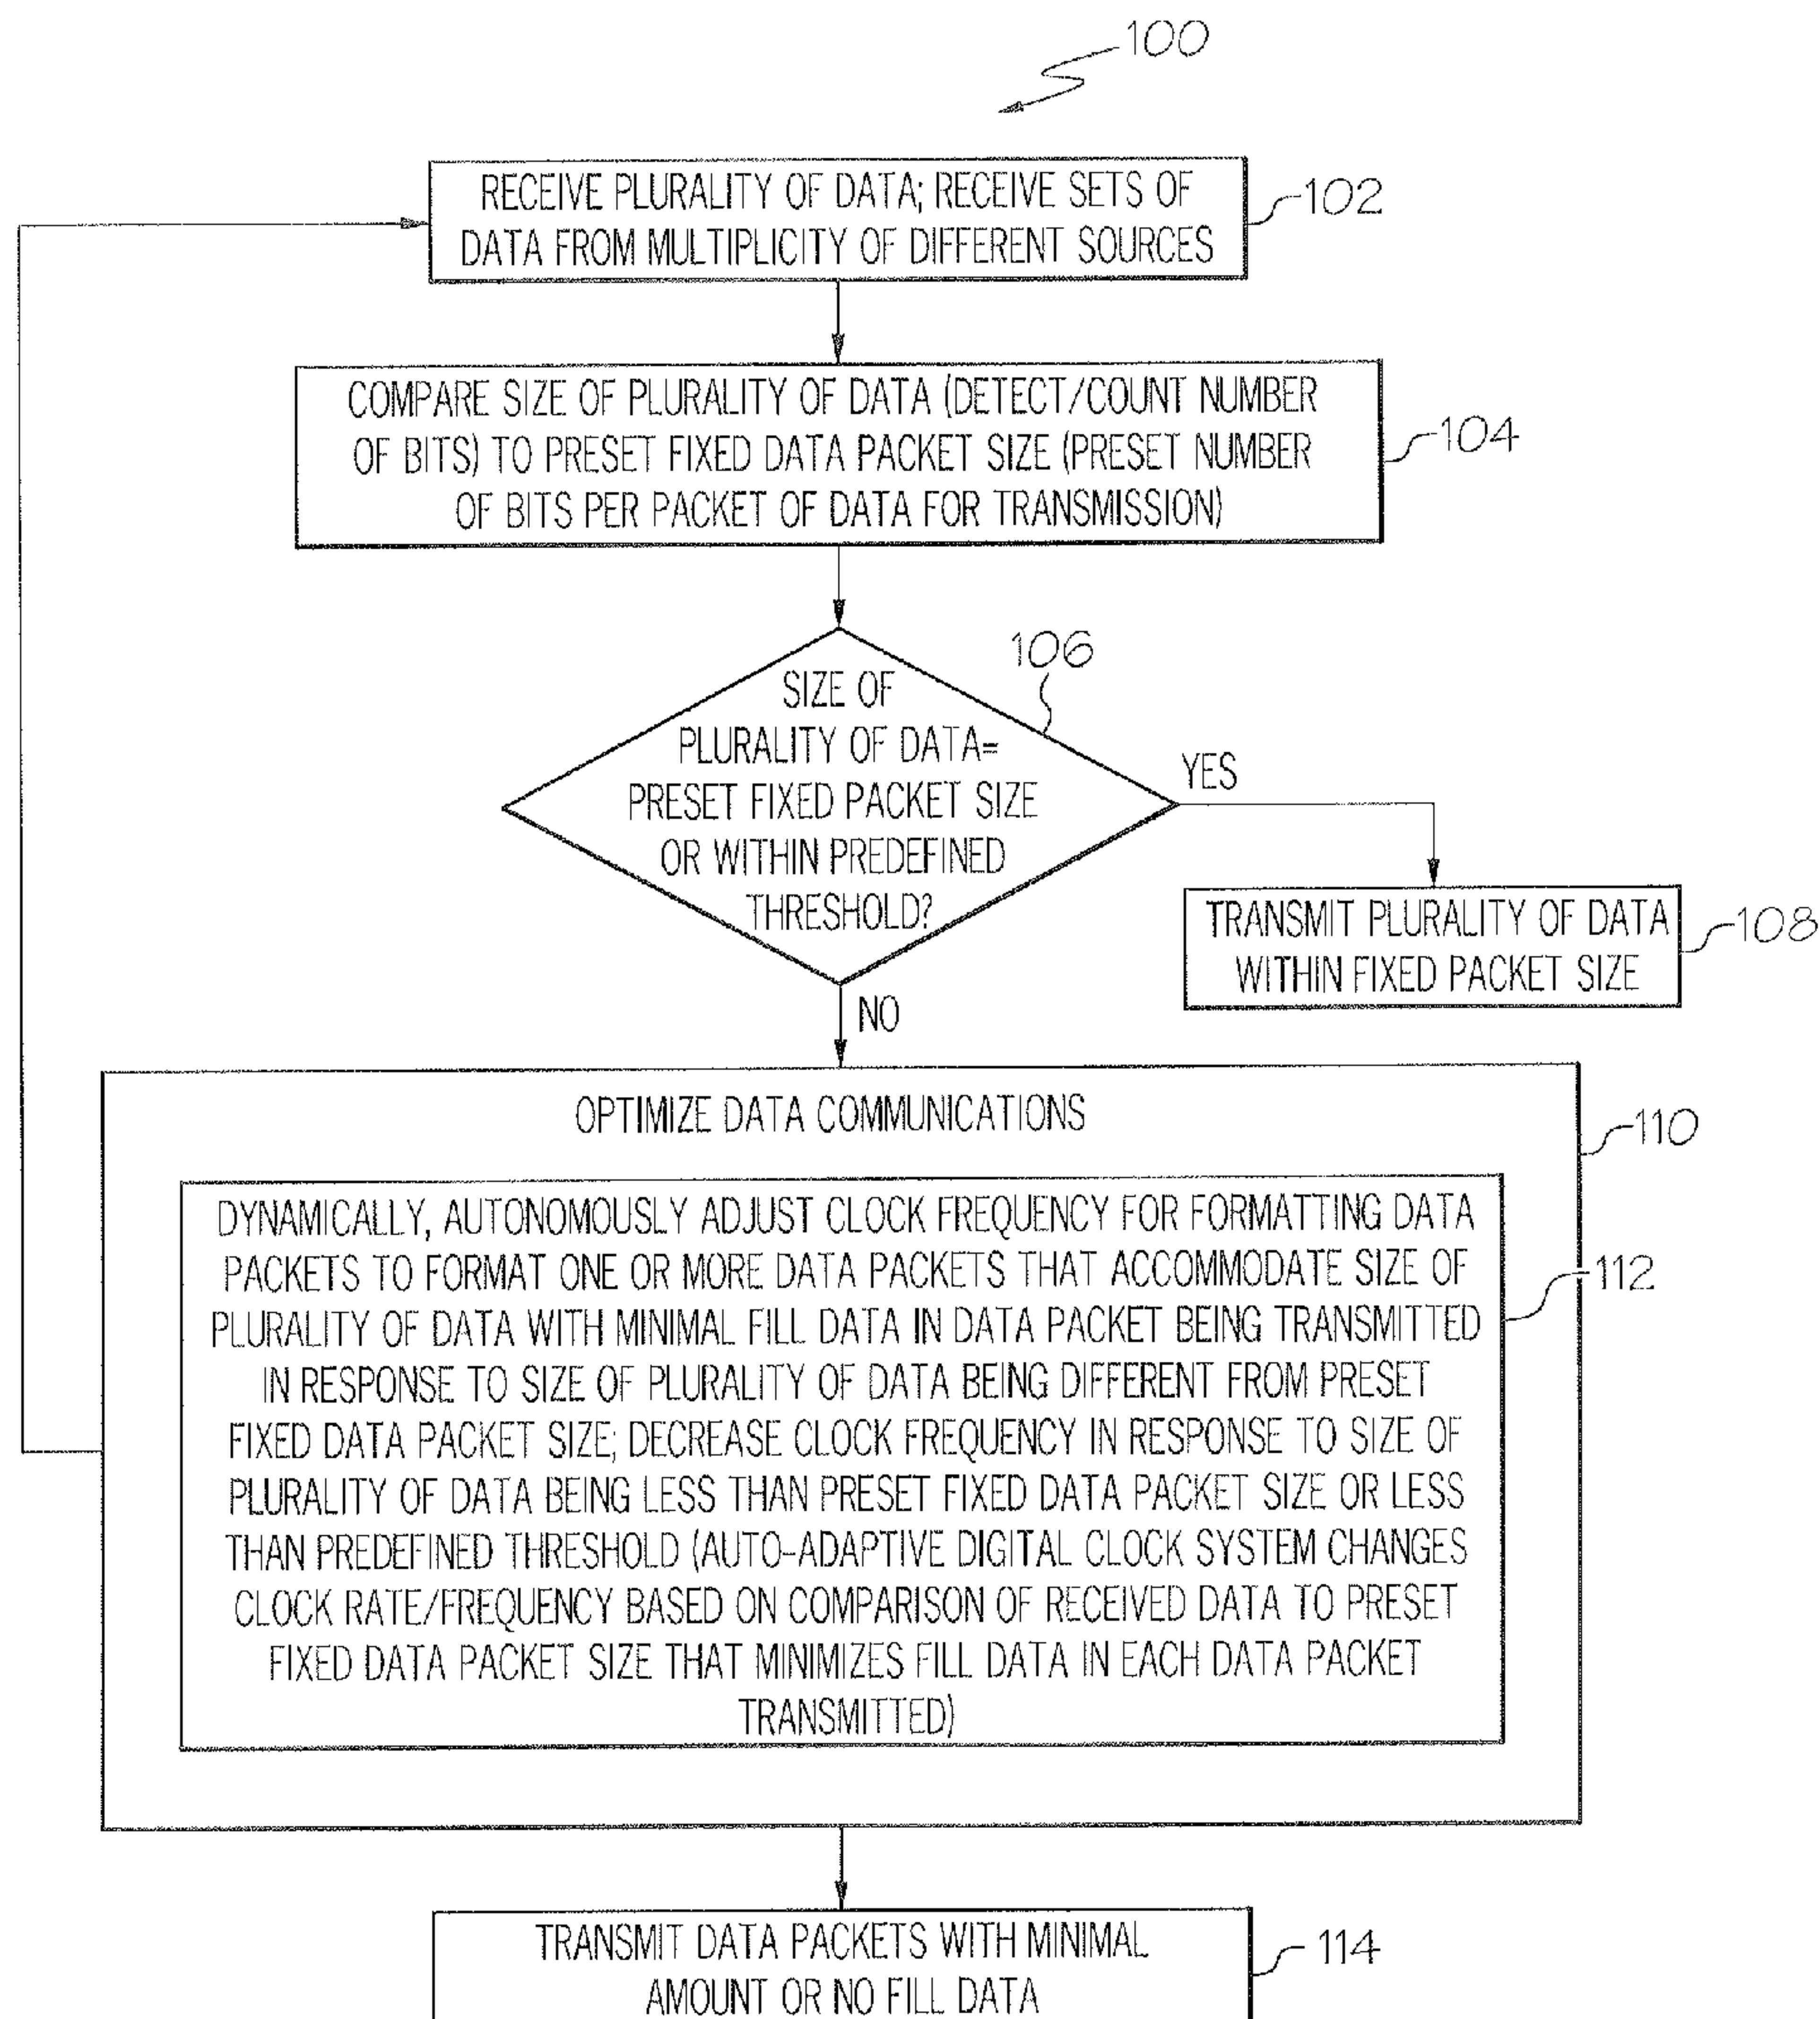 100
RECEIVE PLURALITY OF DATA; RECEIVE SETS OF
DATA FROM MULTIPLICITY OF DIFFERENT SOURCES
102
COMPARE SIZE OF PLURALITY OF DATA (DETECT/COUNT NUMBER
OF BITS) TO PRESET FIXED DATA PACKET SIZE (PRESET NUMBER
OF BITS PER PACKET OF DATA FOR TRANSMISSION)
104
106
SIZE OF
PLURALITY OF DATA=
PRESET FIXED PACKET SIZE
OR WITHIN PREDEFINED
THRESHOLD?
YES
TRANSMIT PLURALITY OF DATA
WITHIN FIXED PACKET SIZE
108
NO
OPTIMIZE DATA COMMUNICATIONS
110
DYNAMICALLY, AUTONOMOUSLY ADJUST CLOCK FREQUENCY FOR FORMATTING DATA
PACKETS TO FORMAT ONE OR MORE DATA PACKETS THAT ACCOMMODATE SIZE OF
PLURALITY OF DATA WITH MINIMAL FILL DATA IN DATA PACKET BEING TRANSMITTED
IN RESPONSE TO SIZE OF PLURALITY OF DATA BEING DIFFERENT FROM PRESET
FIXED DATA PACKET SIZE; DECREASE CLOCK FREQUENCY IN RESPONSE TO SIZE OF
PLURALITY OF DATA BEING LESS THAN PRESET FIXED DATA PACKET SIZE OR LESS
THAN PREDEFINED THRESHOLD (AUTO-ADAPTIVE DIGITAL CLOCK SYSTEM CHANGES
CLOCK RATE/FREQUENCY BASED ON COMPARISON OF RECEIVED DATA TO PRESET
FIXED DATA PACKET SIZE THAT MINIMIZES FILL DATA IN EACH DATA PACKET
TRANSMITTED)
112
TRANSMIT DATA PACKETS WITH MINIMAL
AMOUNT OR NO FILL DATA
114